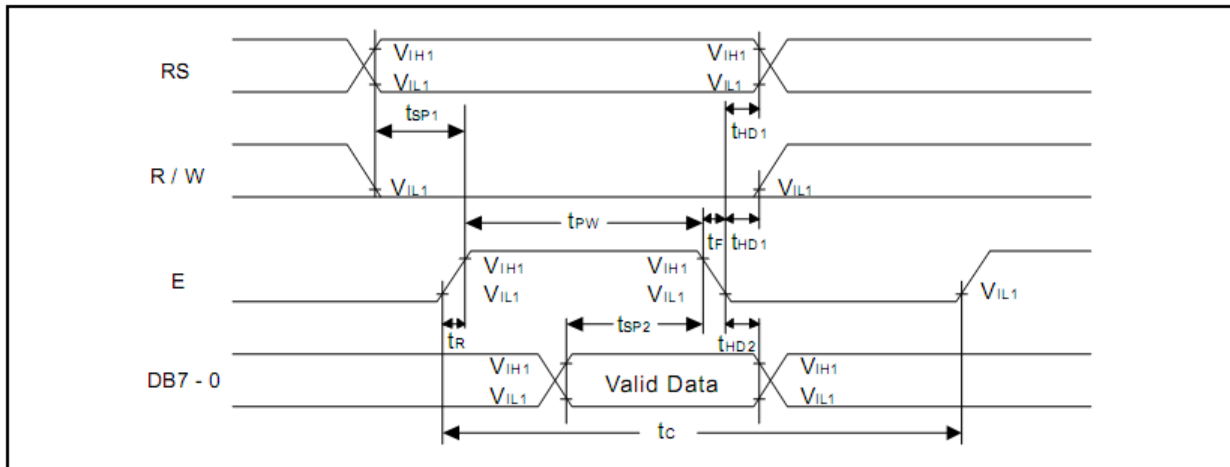 RS VIH1 VIH1
VIL1 VIL1
tSP1 tHD1
R / W VIL1 VIL1
tPW tF tHD1
E VIH1 VIH1
VIL1 VIL1 VIL1
tR tSP2 tHD2
DB7 - 0 VIH1 Valid Data VIH1
VIL1 VIL1
tC